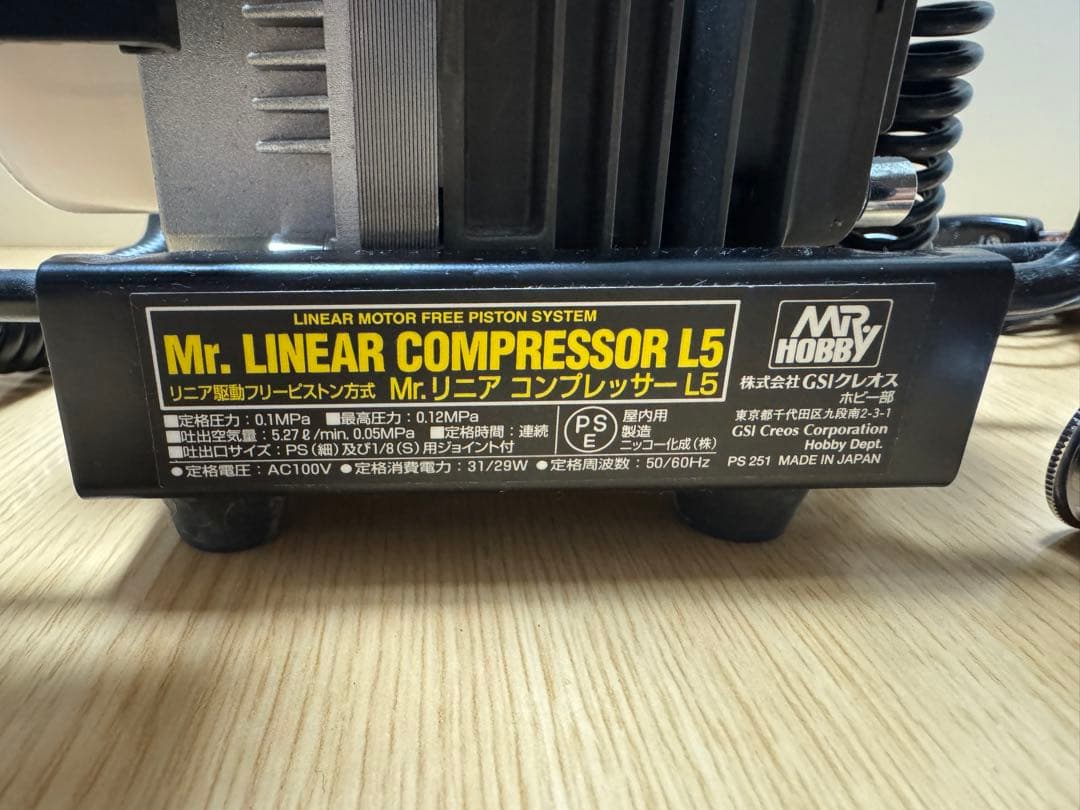 LINEAR MOTOR FREE PISTON SYSTEM
Mr. LINEAR COMPRESSOR L5
リニア駆動フリーピストン方式 Mr.リニア コンプレッサー L5
■定格圧力：0.1MPa ■最高圧力：0.12MPa
■吐出空気量：5.27ℓ/min, 0.05MPa ■定格時間：連続
■吐出口サイズ：PS（細）及び1/8（S）用ジョイント付
●定格電圧：AC100V ●定格消費電力：31/29W ●定格周波数：50/60Hz
PS
E
屋内用
製造
ニッコー化成（株）
MR
HOBBY
株式会社GSIクレオス
ホビー部
東京都千代田区九段南2-3-1
GSI Creos Corporation
Hobby Dept.
PS 251 MADE IN JAPAN